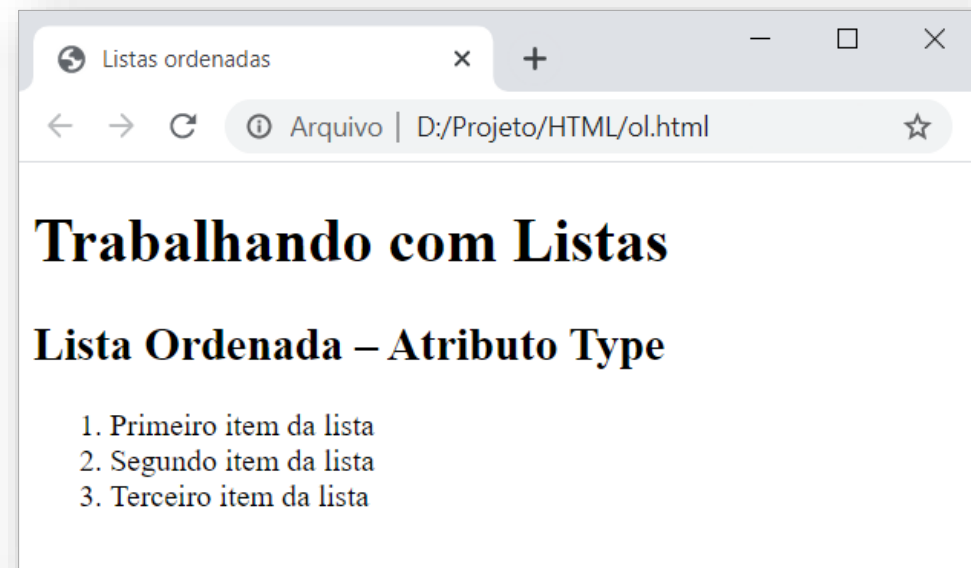 Listas ordenadas
Arquivo | D:/Projeto/HTML/ol.html
Trabalhando com Listas
Lista Ordenada – Atributo Type
1. Primeiro item da lista
2. Segundo item da lista
3. Terceiro item da lista